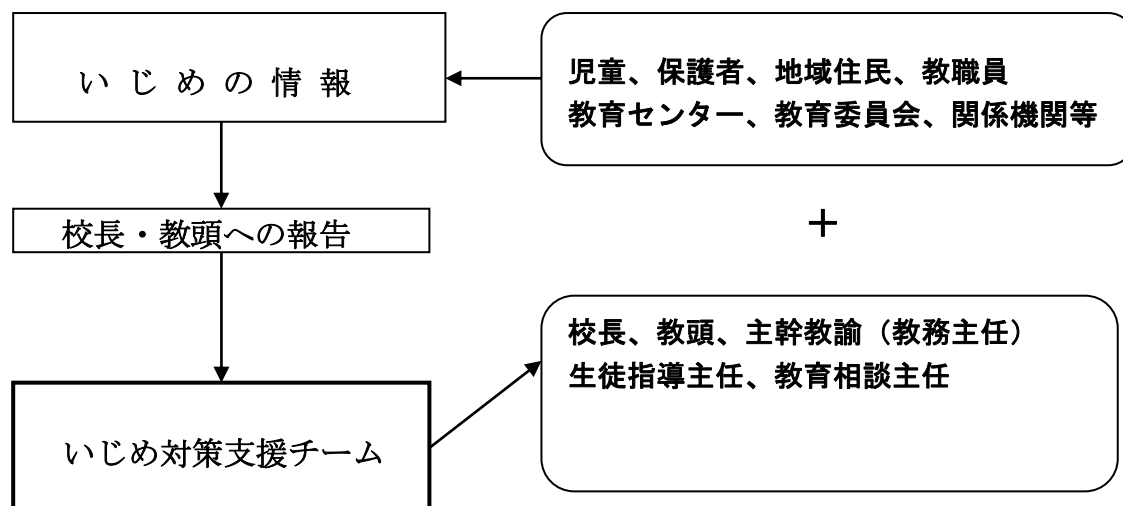 いじめの情報
児童、保護者、地域住民、教職員
教育センター、教育委員会、関係機関等
校長・教頭への報告
＋
校長、教頭、主幹教諭（教務主任）
生徒指導主任、教育相談主任
いじめ対策支援チーム